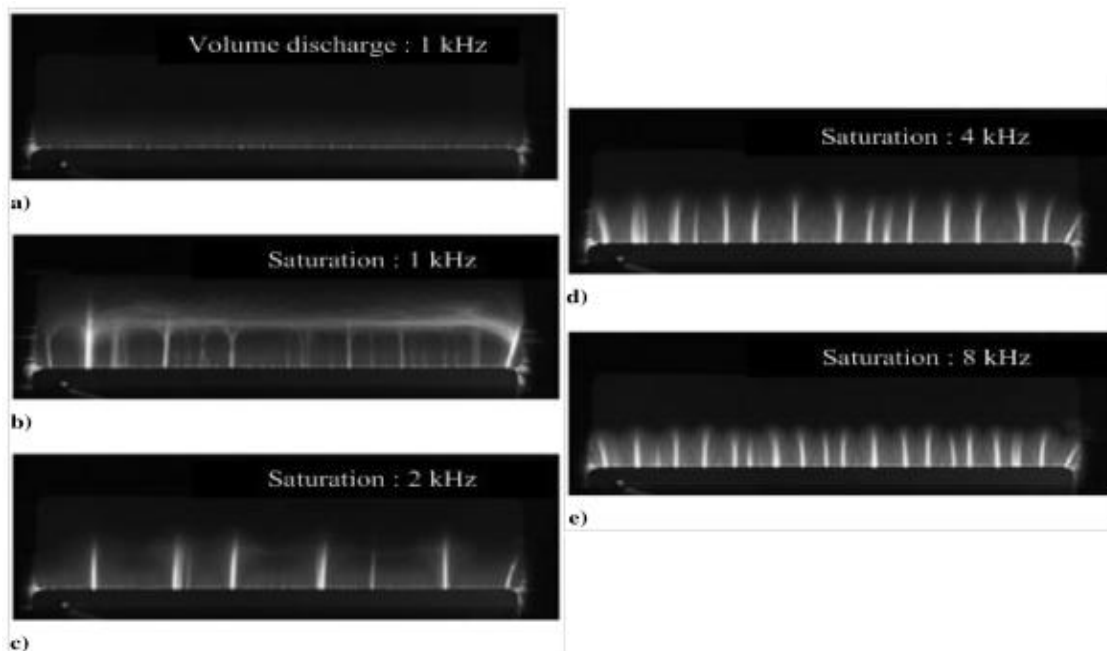 Volume discharge : 1 kHz
a)
Saturation : 1 kHz
b)
Saturation : 2 kHz
c)
Saturation : 4 kHz
d)
Saturation : 8 kHz
e)